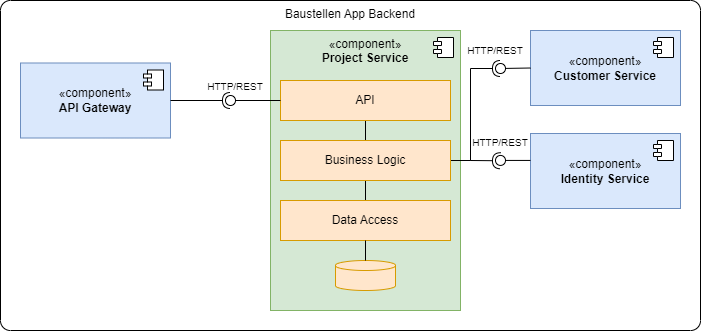 Baustellen App Backend
«component»
API Gateway
HTTP/REST
«component»
Project Service
API
Business Logic
Data Access
HTTP/REST
«component»
Customer Service
HTTP/REST
«component»
Identity Service